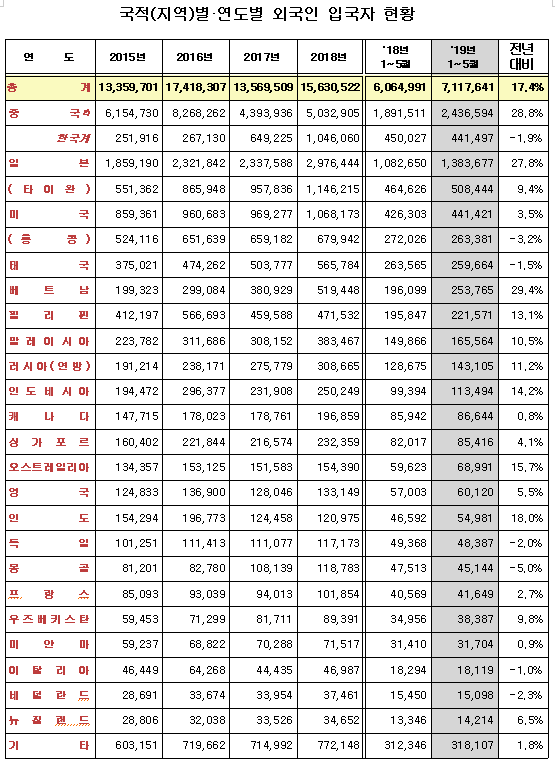 국적(지역)별·연도별 외국인 입국자 현황
연 도 2015년 2016년 2017년 2018년 '18년 1~5월 '19년 1~5월 전년 대비
총 계 13,359,701 17,418,307 13,569,509 15,630,522 6,064,991 7,117,641 17.4%
중 국주 6,154,730 8,268,262 4,393,936 5,032,905 1,891,511 2,436,594 28.8%
한국계 251,916 267,130 649,225 1,046,060 450,027 441,497 -1.9%
일 본 1,859,190 2,321,842 2,337,588 2,976,444 1,082,650 1,383,677 27.8%
(타이완) 551,362 865,948 957,836 1,146,215 464,626 508,444 9.4%
미 국 859,361 960,683 969,277 1,068,173 426,303 441,421 3.5%
(홍 콩) 524,116 651,639 659,182 679,942 272,026 263,381 -3.2%
태 국 375,021 474,262 503,777 565,784 263,565 259,664 -1.5%
베 트 남 199,323 299,084 380,929 519,448 196,099 253,765 29.4%
필 리 핀 412,197 566,693 459,588 471,532 195,847 221,571 13.1%
말레이시아 223,782 311,686 308,152 383,467 149,866 165,564 10.5%
러시아(연방) 191,214 238,171 275,779 308,665 128,675 143,105 11.2%
인도네시아 194,472 296,377 231,908 250,249 99,394 113,494 14.2%
캐 나 다 147,715 178,023 178,761 196,859 85,942 86,644 0.8%
싱 가 포 르 160,402 221,844 216,574 232,359 82,017 85,416 4.1%
오스트레일리아 134,357 153,125 151,583 154,390 59,623 68,991 15.7%
영 국 124,833 136,900 128,046 133,149 57,003 60,120 5.5%
인 도 154,294 196,773 124,458 120,975 46,592 54,981 18.0%
독 일 101,251 111,413 111,077 117,173 49,368 48,387 -2.0%
몽 골 81,201 82,780 108,139 118,783 47,513 45,144 -5.0%
프 랑 스 85,093 93,039 94,013 101,854 40,569 41,649 2.7%
우즈베키스탄 59,453 71,299 81,711 89,391 34,956 38,387 9.8%
미 얀 마 59,237 68,822 70,288 71,517 31,410 31,704 0.9%
이 탈 리 아 46,449 64,268 44,435 46,987 18,294 18,119 -1.0%
네 덜 란 드 28,691 33,674 33,954 37,461 15,450 15,098 -2.3%
뉴 질 랜 드 28,806 32,038 33,526 34,652 13,346 14,214 6.5%
기 타 603,151 719,662 714,992 772,148 312,346 318,107 1.8%